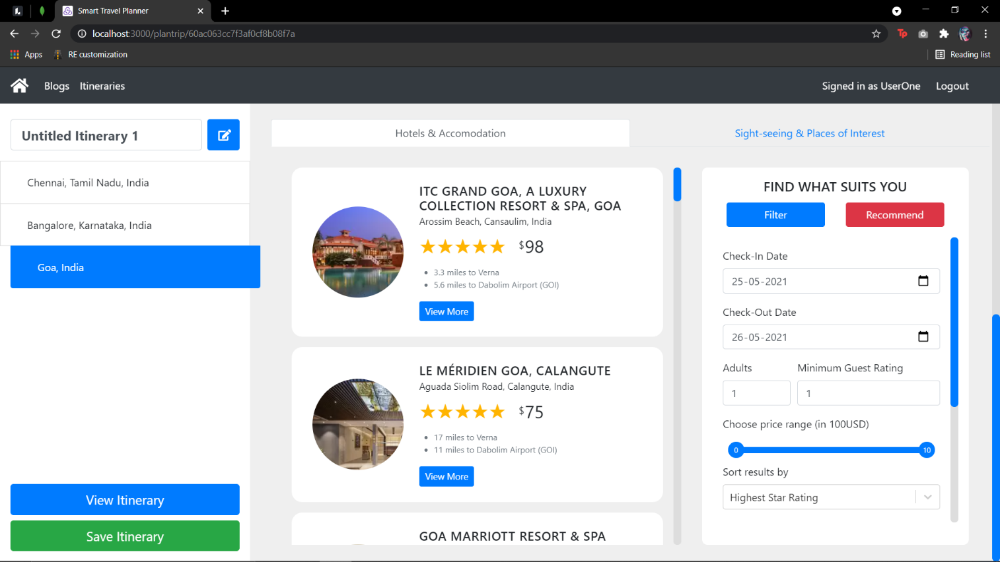 Smart Travel Planner
localhost:3000/plantrip/60ac063cc7f3af0cf8b08f7a
Tp
Apps
RE customization
Reading list
Blogs
Itineraries
Signed in as UserOne
Logout
Untitled Itinerary 1
Chennai, Tamil Nadu, India
Bangalore, Karnataka, India
Goa, India
View Itinerary
Save Itinerary
Hotels & Accomodation
Sight-seeing & Places of Interest
ITC GRAND GOA, A LUXURY
COLLECTION RESORT & SPA, GOA
Arossim Beach, Cansaulim, India
$98
3.3 miles to Verna
5.6 miles to Dabolim Airport (GOI)
View More
LE MÉRIDIEN GOA, CALANGUTE
Aguada Siolim Road, Calangute, India
$75
17 miles to Verna
11 miles to Dabolim Airport (GOI)
View More
GOA MARRIOTT RESORT & SPA
FIND WHAT SUITS YOU
Filter
Recommend
Check-In Date
25-05-2021
Check-Out Date
26-05-2021
Adults
Minimum Guest Rating
1
1
Choose price range (in 100USD)
0
10
Sort results by
Highest Star Rating